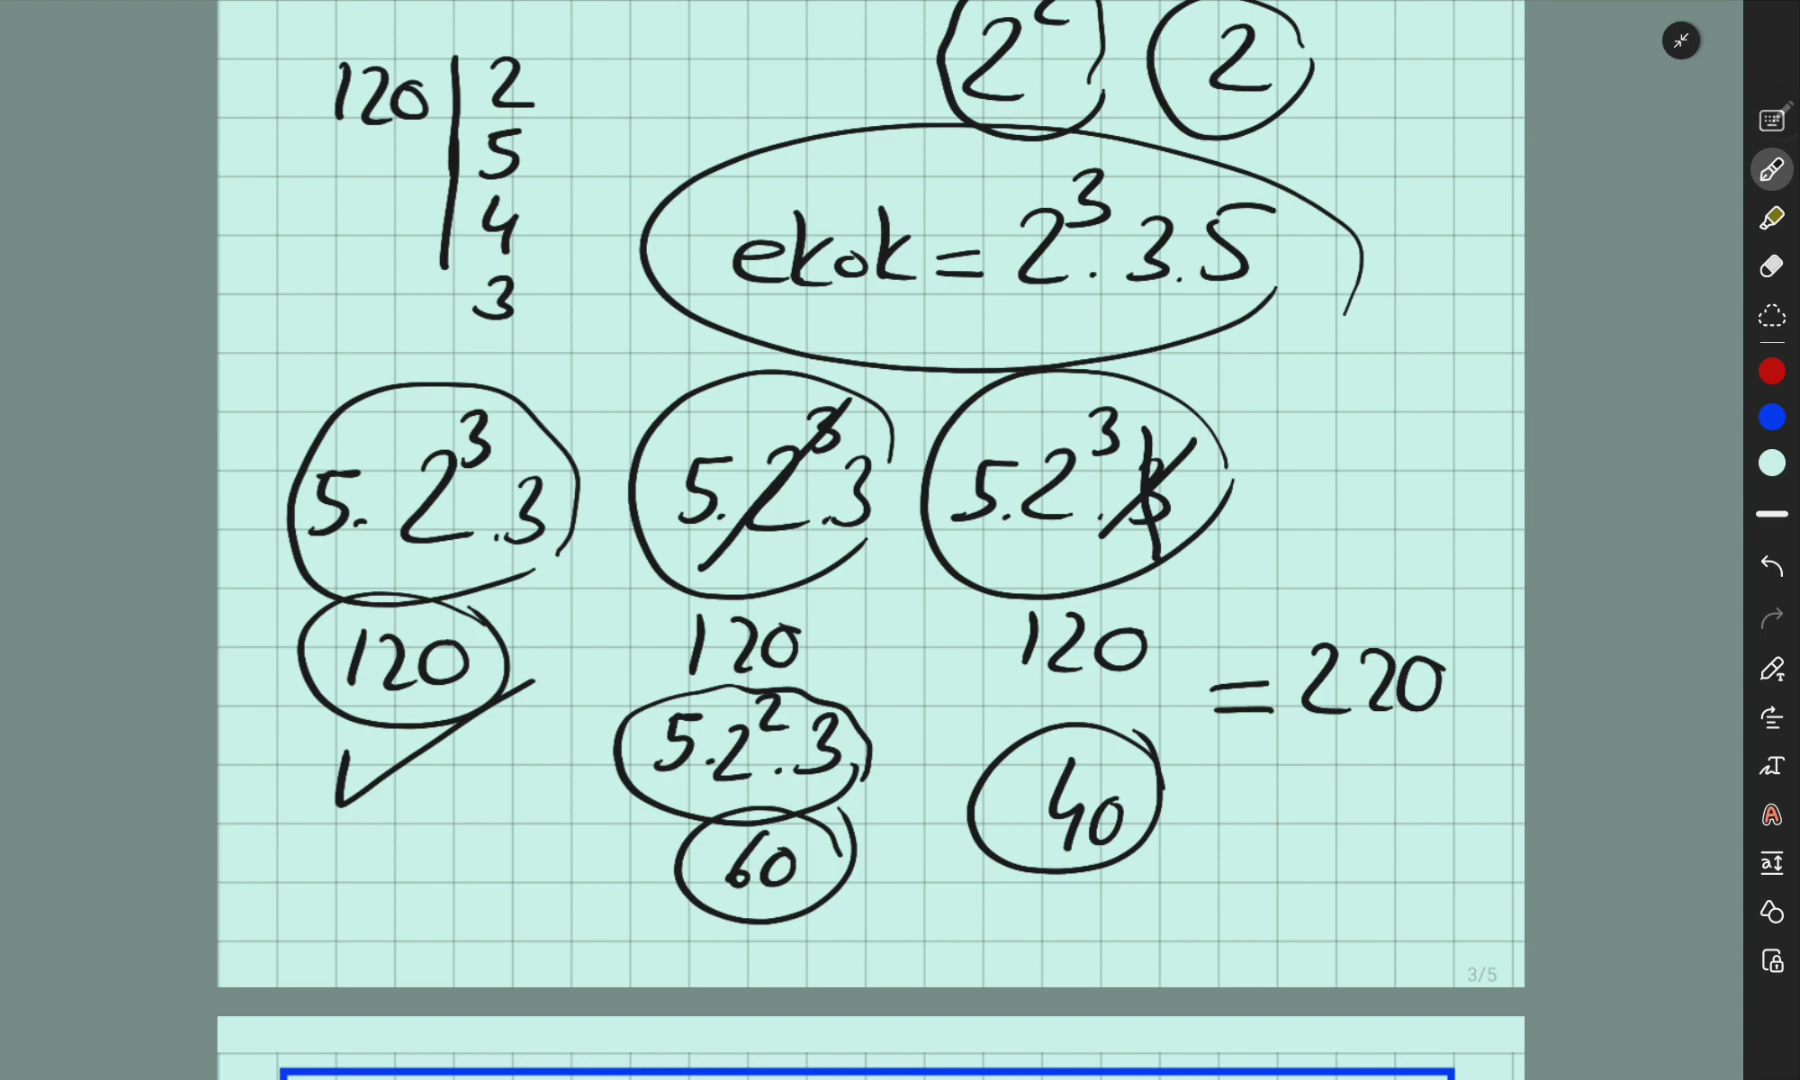 2² 2
120 | 2
5
4
3
ekok = 2³.3.5
5.2³.3 5.2³.3 5.2³.3
120 120 120
= 220
5.2².3 40
60
3/5